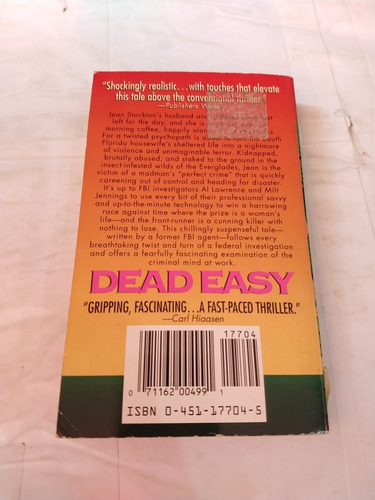 "Shockingly realistic...with touches that elevate
this tale above the conventional thriller."
—Publishers Weekly
Jean Stockton's husband and just
left for the day, and she is
morning coffee, happily alone
For a twisted psychopath is about to turn the South
Florida housewife's sheltered life into a nightmare
of violence and unimaginable terror. Kidnapped,
brutally abused, and staked to the ground in the
insect-infested wilds of the Everglades, Jean is the
victim of a madman's "perfect crime" that is quickly
careening out of control and heading for disaster.
It's up to FBI investigators Al Lawrence and Milt
Jennings to use every bit of their professional savvy
and up-to-the-minute technology to win a harrowing
race against time where the prize is a woman's
life—and the front-runner is a cunning killer with
nothing to lose. This chillingly suspenseful tale—
written by a former FBI agent—follows every
breathtaking twist and turn of a federal investigation
and offers a fearfully fascinating examination of the
criminal mind at work.
DEAD EASY
"GRIPPING, FASCINATING...A FAST-PACED THRILLER."
—Carl Hiaasen
17704
0 71162 00499 1
ISBN 0-451-17704-5